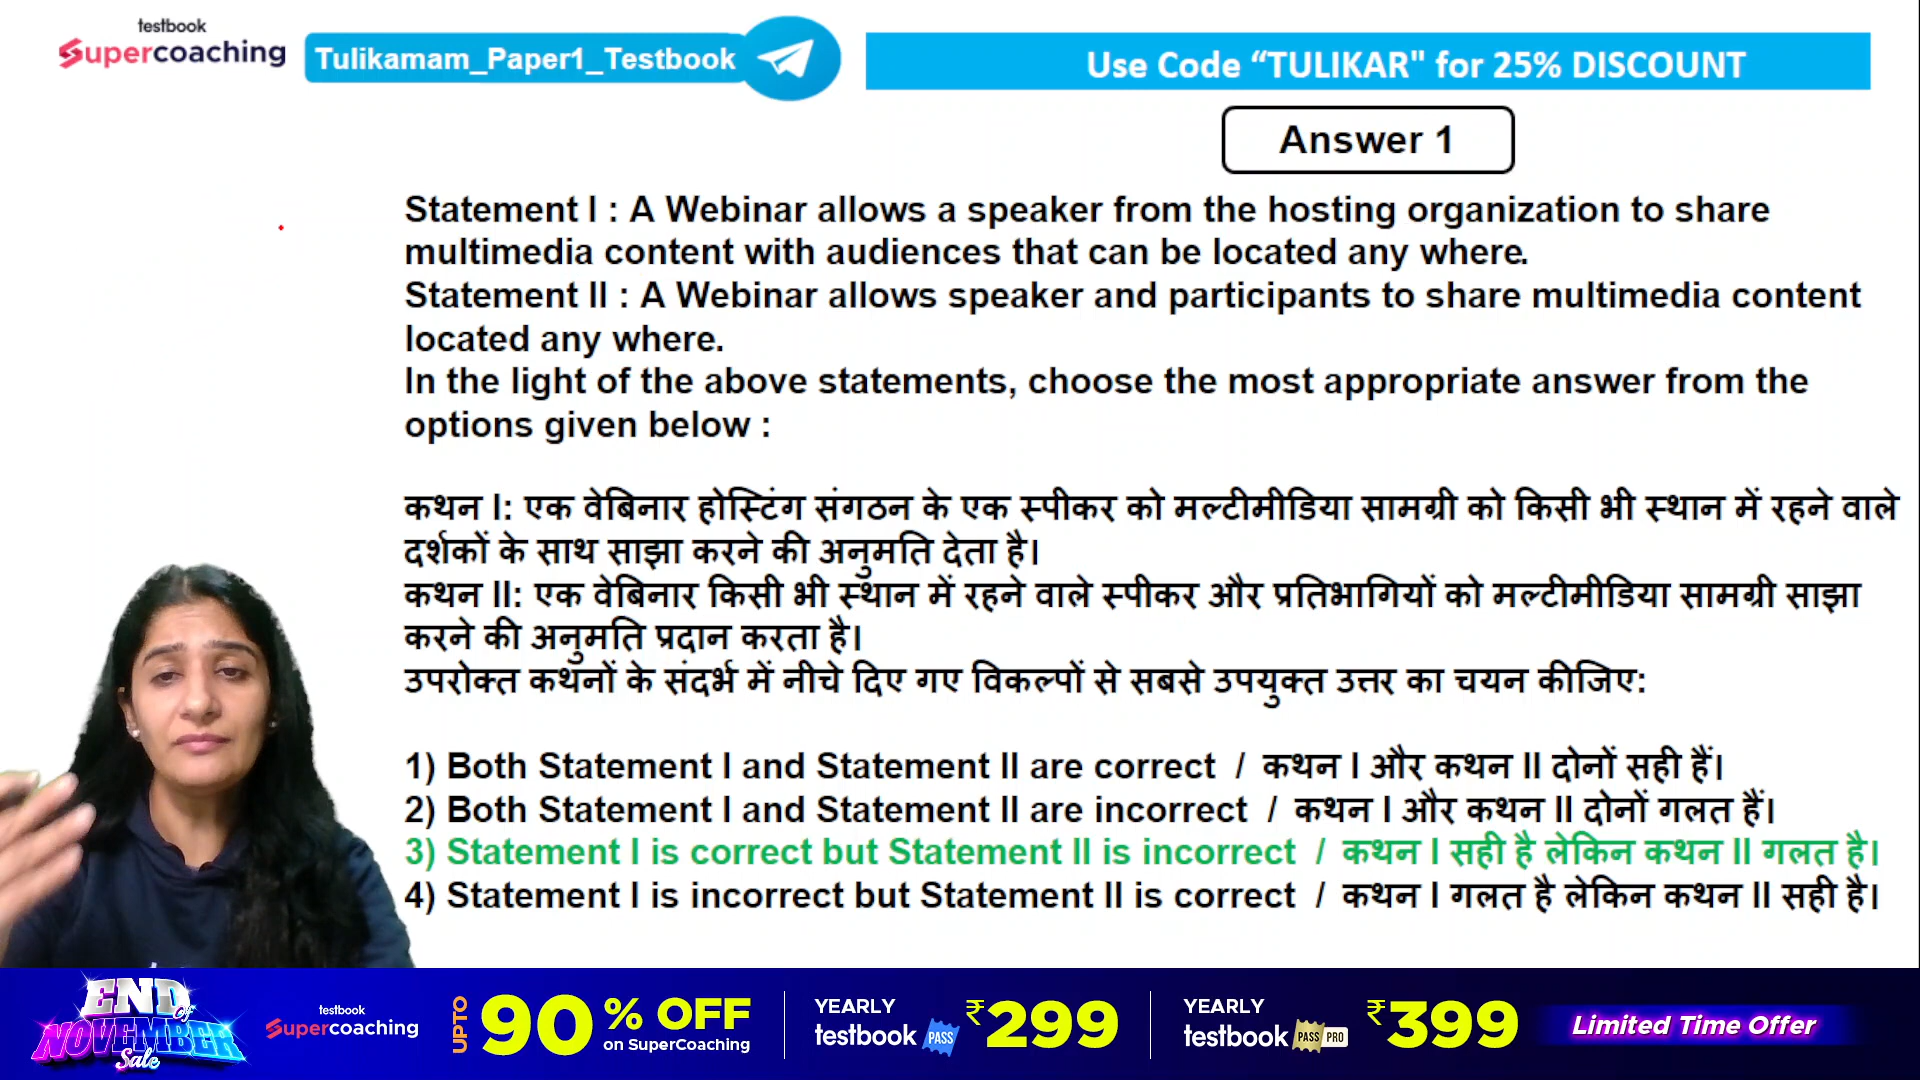 testbook
Supercoaching
Tulikamam_Paper1_Testbook
Use Code “TULIKAR" for 25% DISCOUNT
Answer 1
Statement I : A Webinar allows a speaker from the hosting organization to share
multimedia content with audiences that can be located any where.
Statement II : A Webinar allows speaker and participants to share multimedia content
located any where.
In the light of the above statements, choose the most appropriate answer from the
options given below :
कथन I: एक वेबिनार होस्टिंग संगठन के एक स्पीकर को मल्टीमीडिया सामग्री को किसी भी स्थान में रहने वाले
दर्शकों के साथ साझा करने की अनुमति देता है।
कथन II: एक वेबिनार किसी भी स्थान में रहने वाले स्पीकर और प्रतिभागियों को मल्टीमीडिया सामग्री साझा
करने की अनुमति प्रदान करता है।
उपरोक्त कथनों के संदर्भ में नीचे दिए गए विकल्पों से सबसे उपयुक्त उत्तर का चयन कीजिए:
1) Both Statement I and Statement II are correct / कथन I और कथन II दोनों सही हैं।
2) Both Statement I and Statement II are incorrect / कथन I और कथन II दोनों गलत हैं।
3) Statement I is correct but Statement II is incorrect / कथन I सही है लेकिन कथन II गलत है।
4) Statement I is incorrect but Statement II is correct / कथन I गलत है लेकिन कथन II सही है।
END Of
NOVEMBER
Sale
testbook
Supercoaching
UPTO 90% OFF
on SuperCoaching
YEARLY
testbook PASS ₹299
YEARLY
testbook PASS PRO ₹399
Limited Time Offer